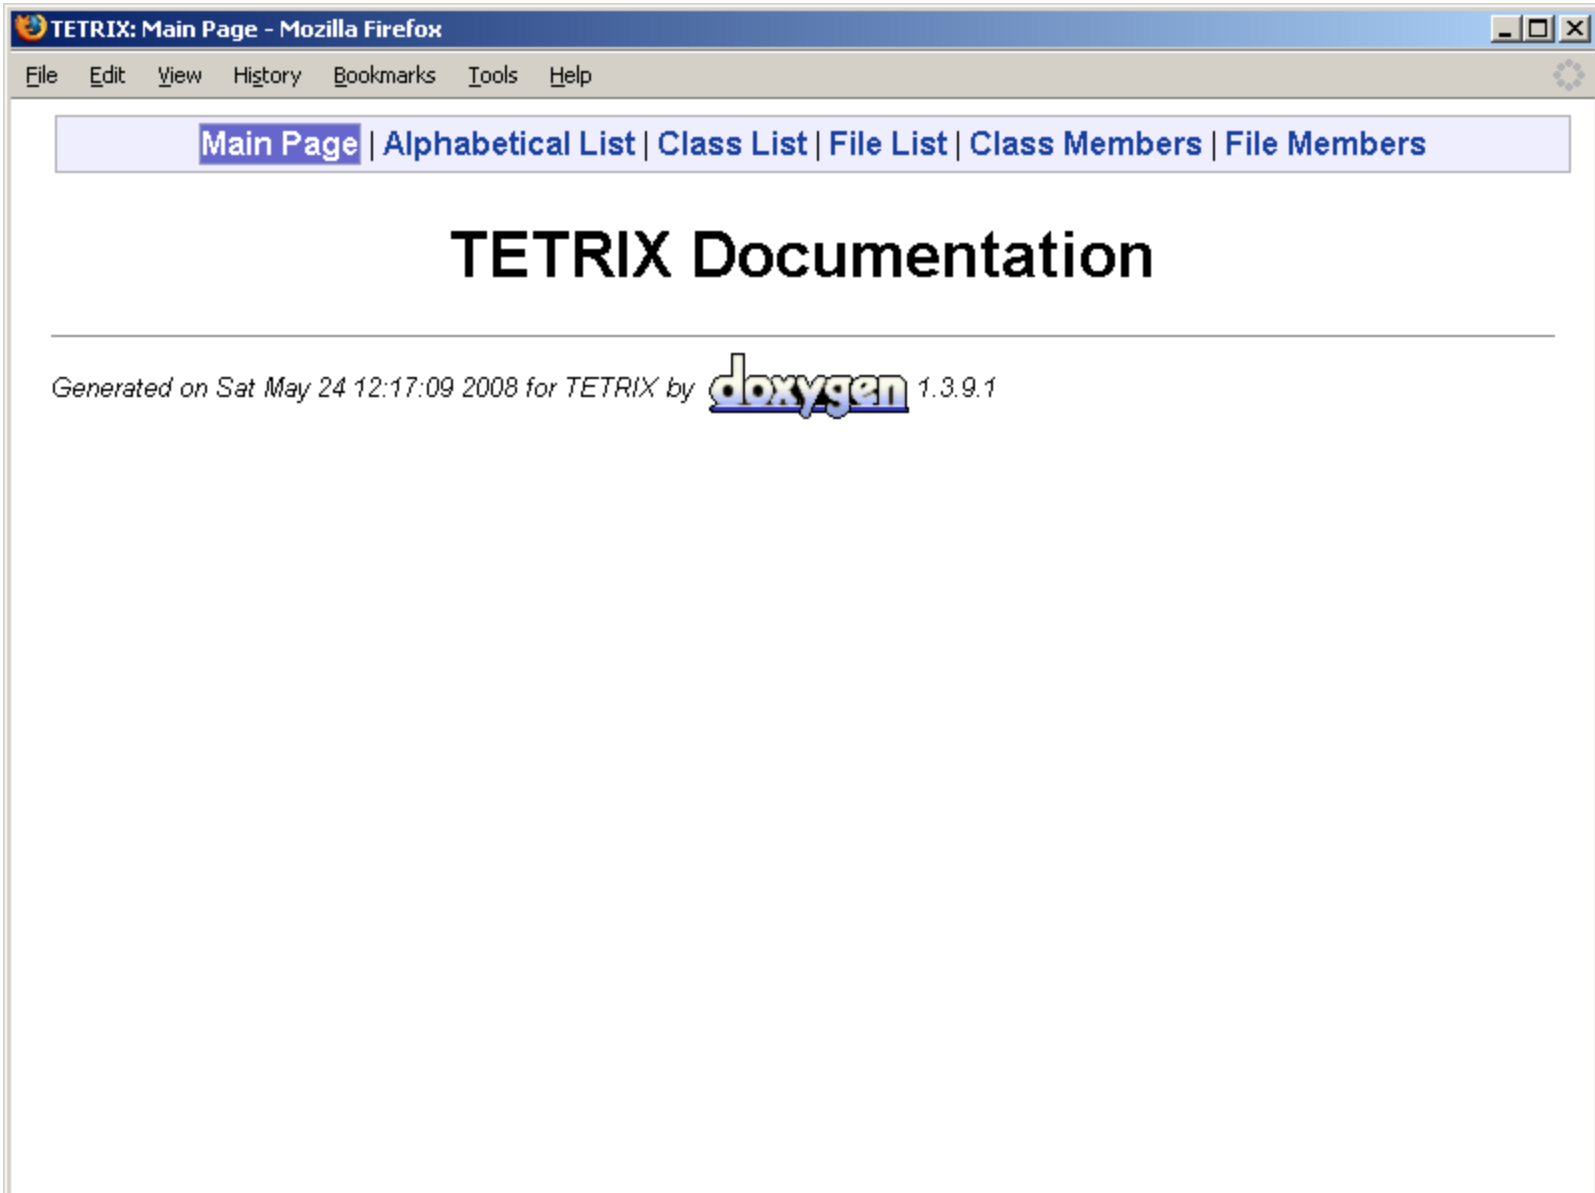 TETRIX: Main Page - Mozilla Firefox
File Edit View History Bookmarks Tools Help
Main Page | Alphabetical List | Class List | File List | Class Members | File Members
TETRIX Documentation
Generated on Sat May 24 12:17:09 2008 for TETRIX by doxygen 1.3.9.1